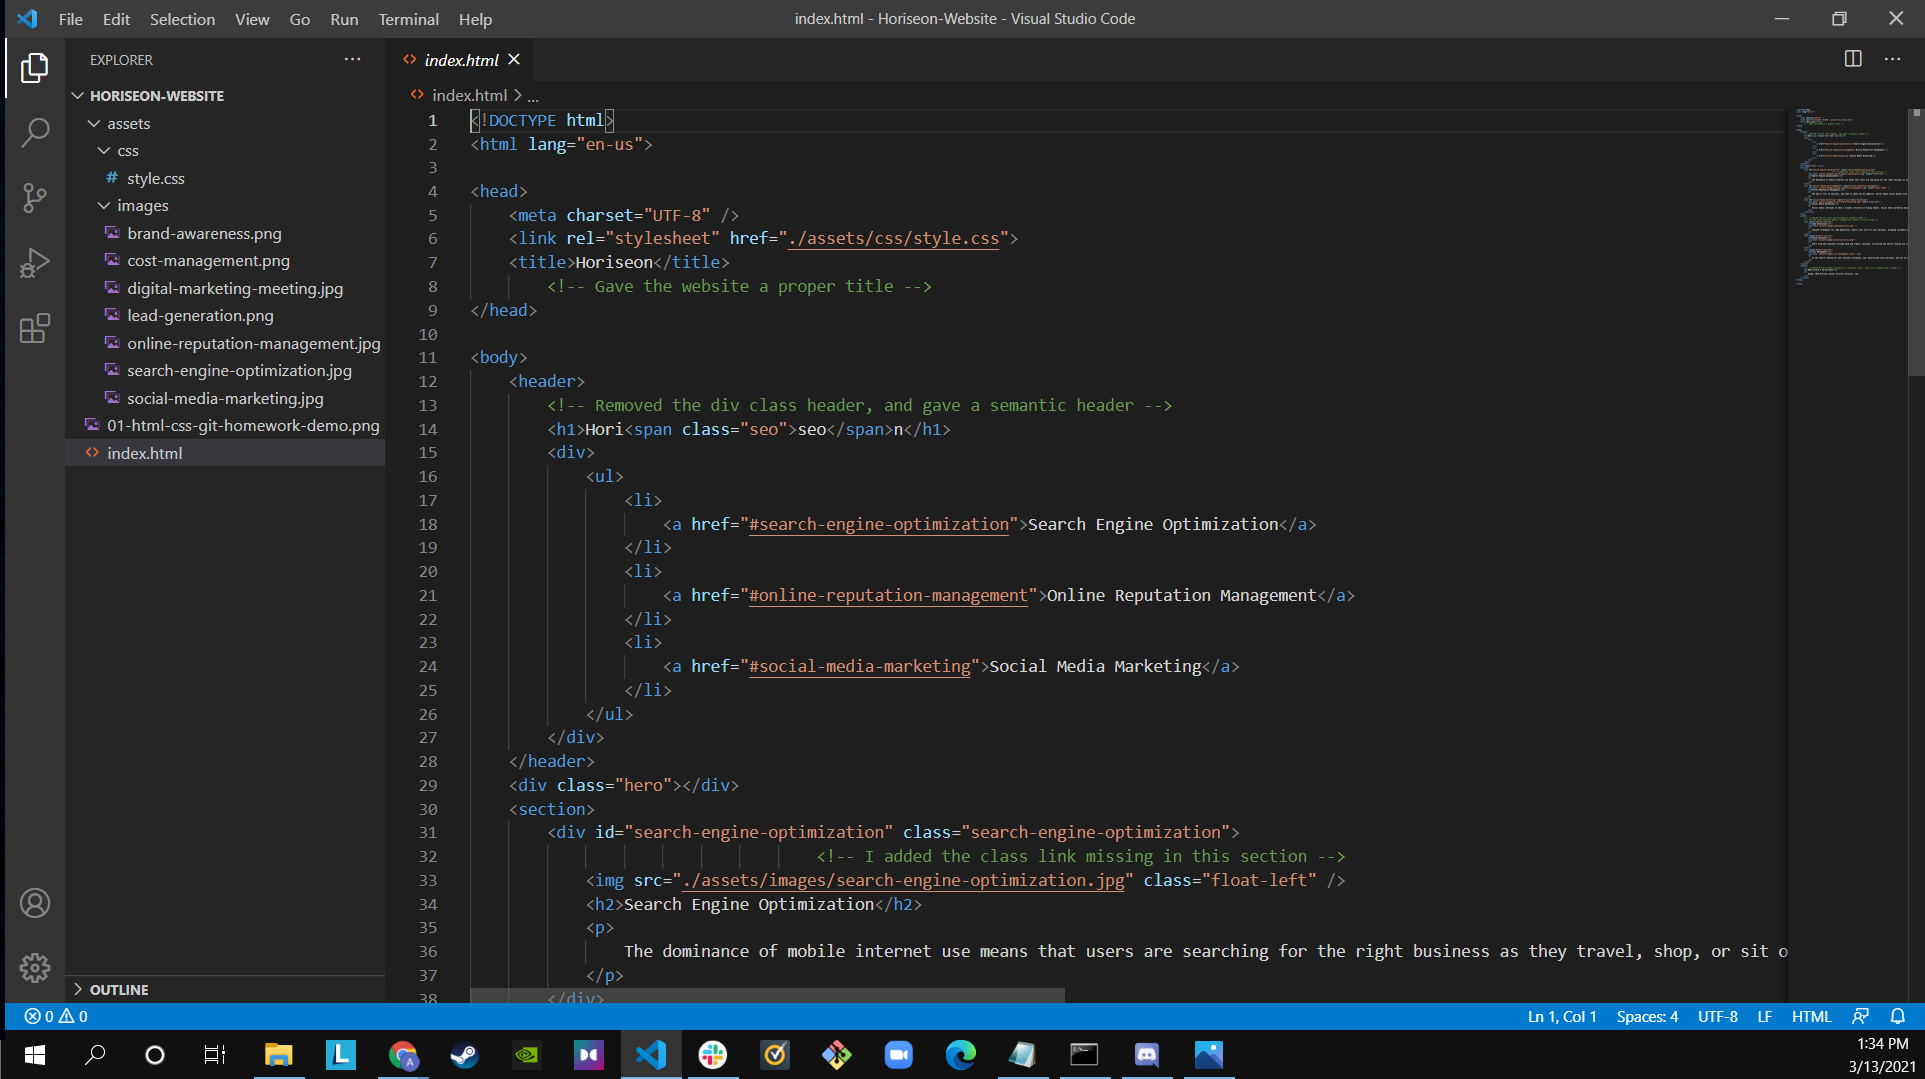 File Edit Selection View Go Run Terminal Help
index.html - Horiseon-Website - Visual Studio Code
EXPLORER
HORISEON-WEBSITE
assets
css
# style.css
images
brand-awareness.png
cost-management.png
digital-marketing-meeting.jpg
lead-generation.png
online-reputation-management.jpg
search-engine-optimization.jpg
social-media-marketing.jpg
01-html-css-git-homework-demo.png
<> index.html
OUTLINE
<> index.html
<> index.html > ...
1 <!DOCTYPE html>
2 <html lang="en-us">
3
4 <head>
5 <meta charset="UTF-8" />
6 <link rel="stylesheet" href="./assets/css/style.css">
7 <title>Horiseon</title>
8 <!-- Gave the website a proper title -->
9 </head>
10
11 <body>
12 <header>
13 <!-- Removed the div class header, and gave a semantic header -->
14 <h1>Hori<span class="seo">seo</span>n</h1>
15 <div>
16 <ul>
17 <li>
18 <a href="#search-engine-optimization">Search Engine Optimization</a>
19 </li>
20 <li>
21 <a href="#online-reputation-management">Online Reputation Management</a>
22 </li>
23 <li>
24 <a href="#social-media-marketing">Social Media Marketing</a>
25 </li>
26 </ul>
27 </div>
28 </header>
29 <div class="hero"></div>
30 <section>
31 <div id="search-engine-optimization" class="search-engine-optimization">
32 <!-- I added the class link missing in this section -->
33 <img src="./assets/images/search-engine-optimization.jpg" class="float-left" />
34 <h2>Search Engine Optimization</h2>
35 <p>
36 The dominance of mobile internet use means that users are searching for the right business as they travel, shop, or sit o
37 </p>
38 </div>
0 0
Ln 1, Col 1 Spaces: 4 UTF-8 LF HTML
1:34 PM
3/13/2021